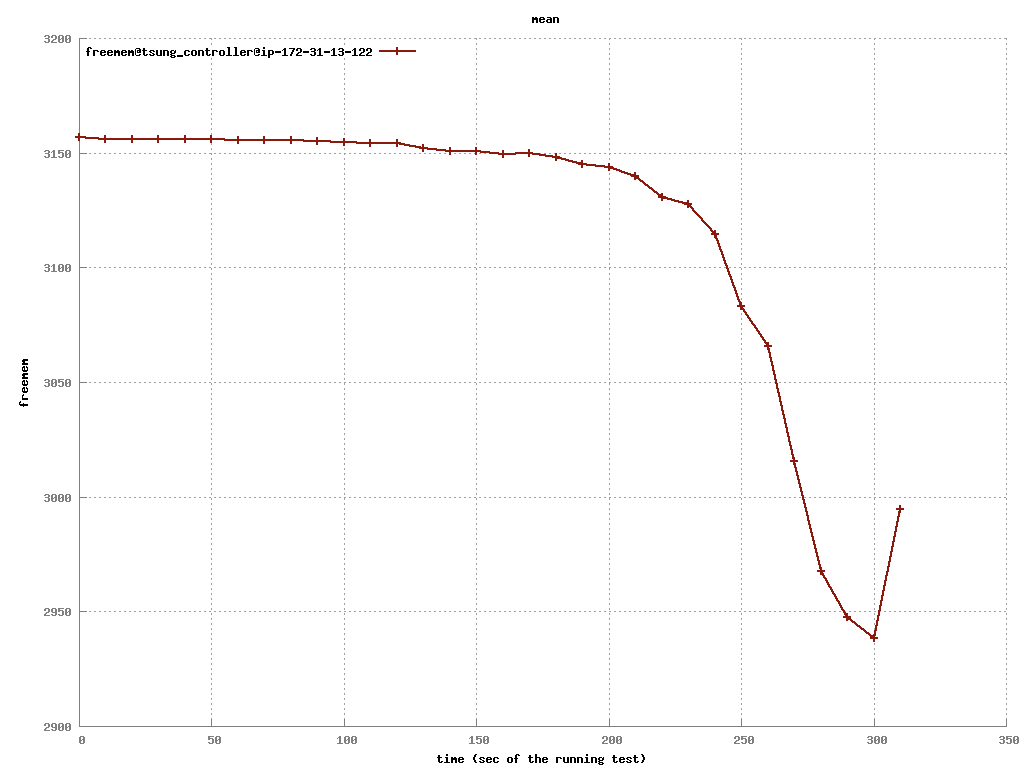 mean
3200
freemem@tsung_controller@ip-172-31-13-122
3150
3100
3050
freemem
3000
2950
2900
0 50 100 150 200 250 300 350
time (sec of the running test)